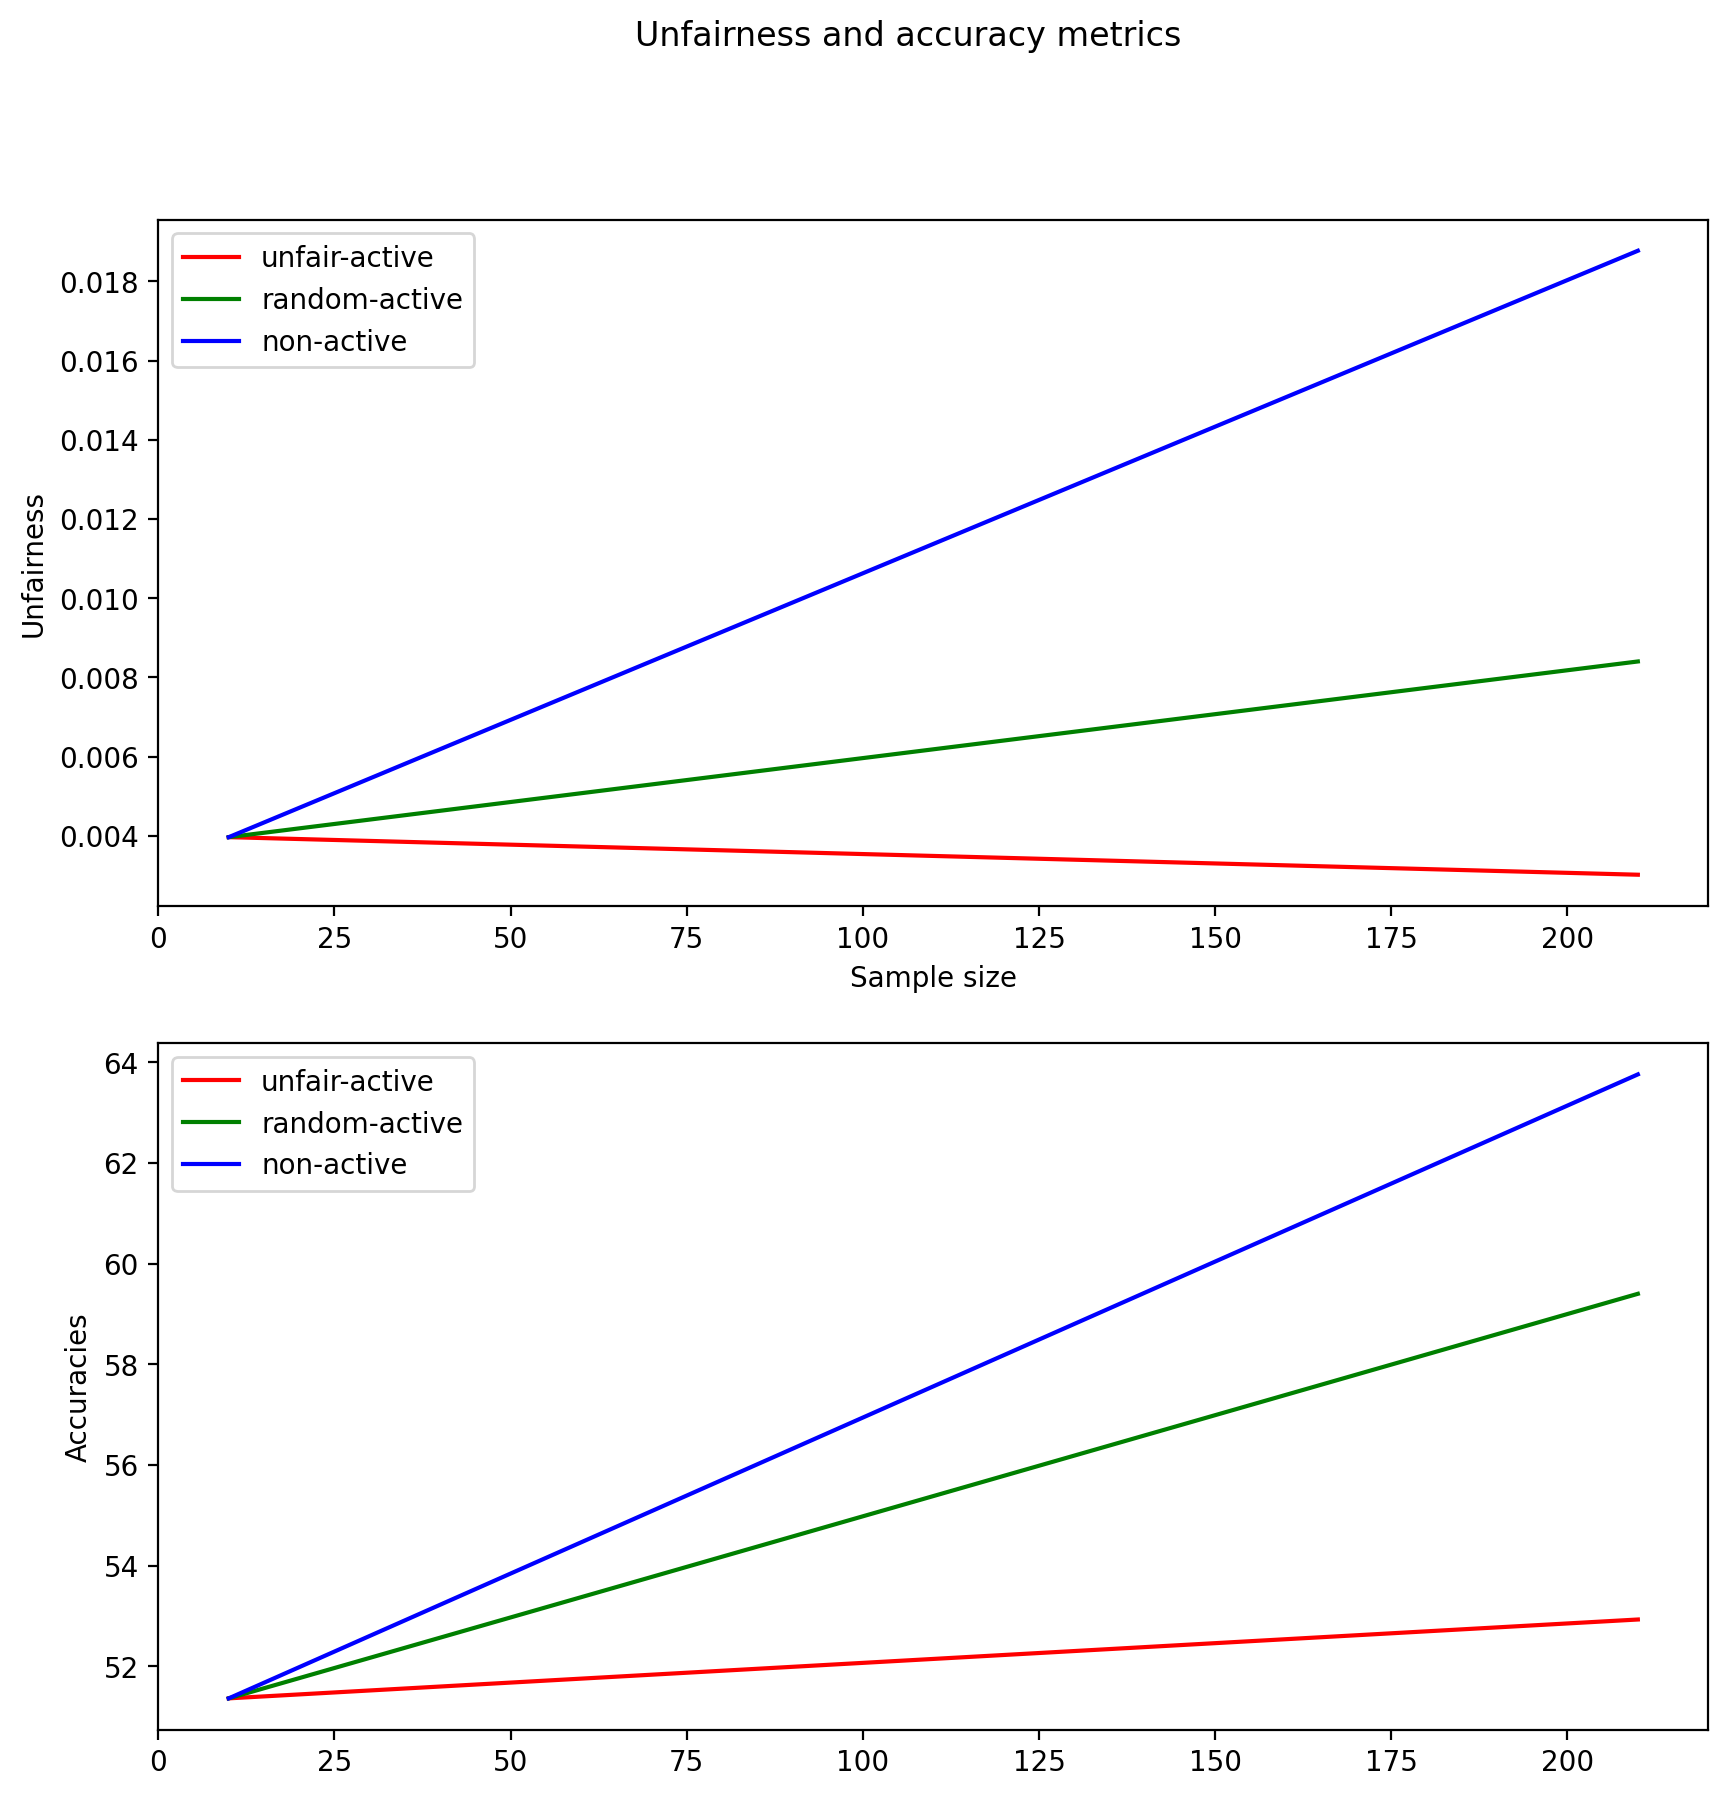 Unfairness and accuracy metrics
unfair-active
random-active
non-active
0.018
0.016
0.014
0.012
0.010
0.008
0.006
0.004
Unfairness
0 25 50 75 100 125 150 175 200
Sample size
unfair-active
random-active
non-active
64
62
60
58
56
54
52
Accuracies
0 25 50 75 100 125 150 175 200